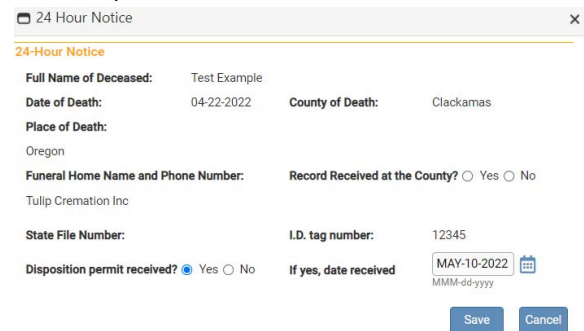 24 Hour Notice
24-Hour Notice
Full Name of Deceased: Test Example
Date of Death: 04-22-2022 County of Death: Clackamas
Place of Death:
Oregon
Funeral Home Name and Phone Number: Record Received at the County? Yes No
Tulip Cremation Inc
State File Number: I.D. tag number: 12345
Disposition permit received? Yes No If yes, date received MAY-10-2022
MMM-dd-yyyy
Save Cancel